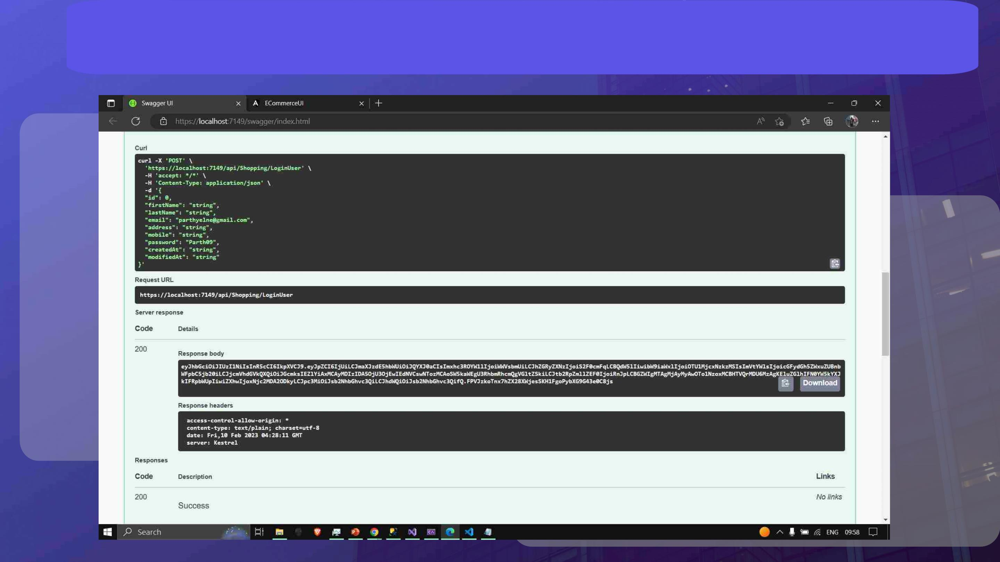 Swagger UI
ECommerceUI
https://localhost:7149/swagger/index.html
Curl
curl -X 'POST' \
'https://localhost:7149/api/Shopping/LoginUser' \
-H 'accept: */*' \
-H 'Content-Type: application/json' \
-d '{
"id": 0,
"firstName": "string",
"lastName": "string",
"email": "parthyelne@gmail.com",
"address": "string",
"mobile": "string",
"password": "Parth09",
"createdAt": "string",
"modifiedAt": "string"
}'
Request URL
https://localhost:7149/api/Shopping/LoginUser
Server response
Code Details
200
Response body
eyJhbGciOiJIUzI1NiIsInR5cCI6IkpXVCJ9.eyJpZCI6IjUiLCJmaXJzdE5hbWUiOiJQYXJ0aCIsImxhc3ROYW1lIjoiWWVsbmUiLCJhZGRyZXNzIjoiS2F0cmFqLCBQdW5lIiwibW9iaWxlIjoiOTU1MjcxNzkzMSIsImVtYWlsIjoicGFydGh5ZWxuZUBnb
WFpbC5jb20iLCJjcmVhdGVkQXQiOiJGcmksIEZlYiAxMCAyMDIzIDA5OjU3OjEwIEdNVCswNTozMCAoSW5kaWEgU3RhbmRhcmQgVGltZSkiLCJtb2RpZmllZEF0IjoiRnJpLCBGZWIgMTAgMjAyMyAwOTo1NzoxMCBHTVQrMDU6MzAgKEluZGlhIFN0YW5kYXJ
kIFRpbWUpIiwiZXhwIjoxNjc2MDA2ODkyLCJpc3MiOiJsb2NhbGhvc3QiLCJhdWQiOiJsb2NhbGhvc3QifQ.FPVJzkoTnx7hZX28XWjesSKH1FgoPybXG9G43e0C8js
Download
Response headers
access-control-allow-origin: *
content-type: text/plain; charset=utf-8
date: Fri,10 Feb 2023 04:28:11 GMT
server: Kestrel
Responses
Code Description Links
200 No links
Success
Search
ENG 09:58